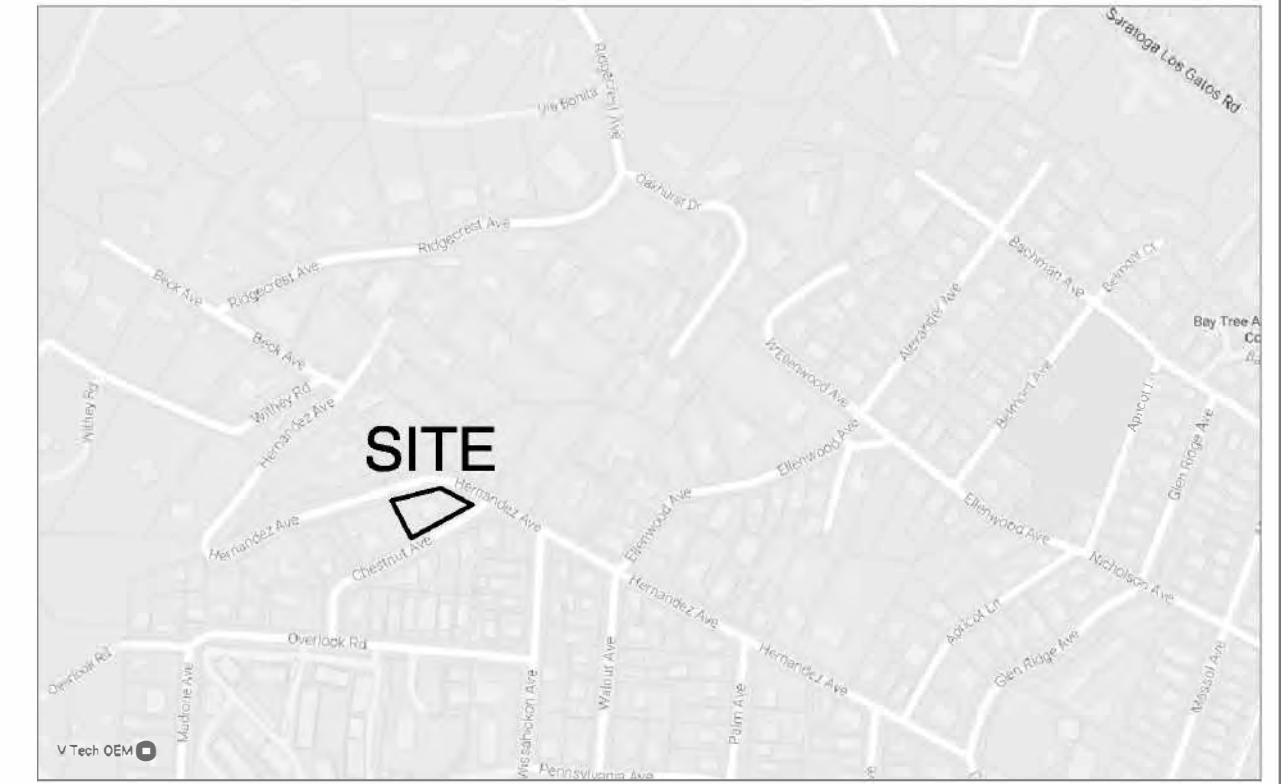 Saratoga Los Gatos Rd
Ridgecrest Ave
Via Bonita
Oakhurst Dr
Ridgecrest Ave
Bachman Ave
Belmont Ct
Beck Ave
Ridgecrest Ave
Alexander Ave
Bay Tree A
Co
Beck Ave
W Ellenwood Ave
Belmont Ave
Apricot Ln
Withey Rd
Withey Rd
Hernandez Ave
Glen Ridge Ave
SITE
Ellenwood Ave
Hernandez Ave
Ellenwood Ave
Hernandez Ave
Chestnut Ave
Ellenwood Ave
Nicholson Ave
Hernandez Ave
Apricot Ln
Overlook Rd
Overlook Rd
Hernandez Ave
Glen Ridge Ave
Madrone Ave
Wissahickon Ave
Walnut Ave
Palm Ave
Massol Ave
V Tech OEM
Pennsylvania Ave
ve